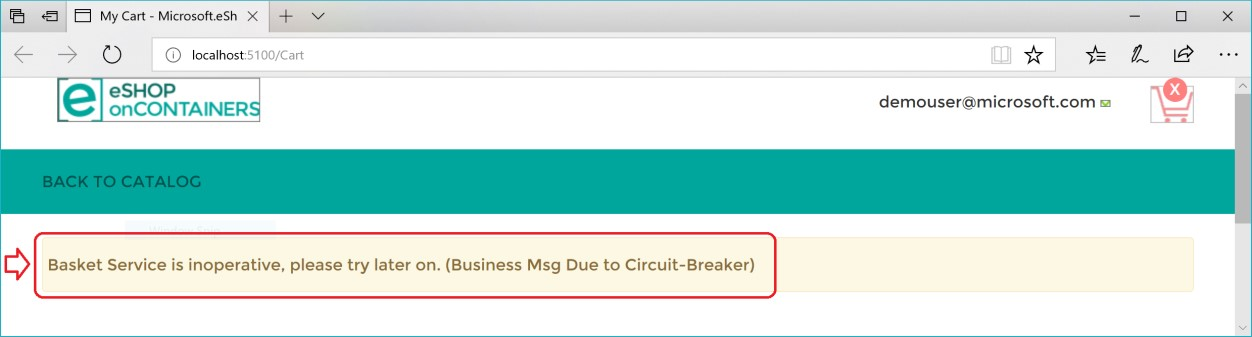 My Cart - Microsoft.eSh
localhost:5100/Cart
eSHOP
onCONTAINERS
demouser@microsoft.com
X
BACK TO CATALOG
Basket Service is inoperative, please try later on. (Business Msg Due to Circuit-Breaker)